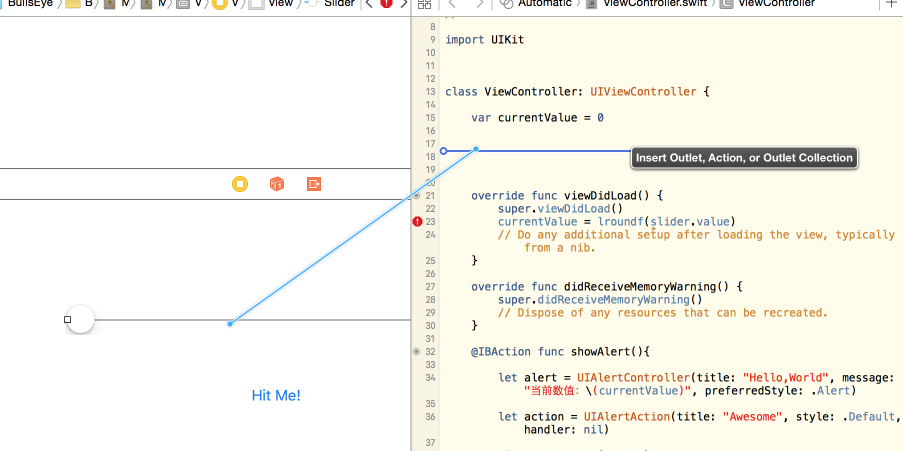 BullsEye
B
M
M
V
V
View
Slider
Automatic
ViewController.swift
ViewController
8
//
9
import UIKit
10
11
12
13
class ViewController: UIViewController {
14
15
var currentValue = 0
16
17
Insert Outlet, Action, or Outlet Collection
18
19
20
21
override func viewDidLoad() {
22
super.viewDidLoad()
23
currentValue = lroundf(slider.value)
24
// Do any additional setup after loading the view, typically
from a nib.
25
}
26
27
override func didReceiveMemoryWarning() {
28
super.didReceiveMemoryWarning()
29
// Dispose of any resources that can be recreated.
30
}
31
32
@IBAction func showAlert(){
33
34
let alert = UIAlertController(title: "Hello,World", message:
"当前数值: \(currentValue)", preferredStyle: .Alert)
35
36
let action = UIAlertAction(title: "Awesome", style: .Default,
handler: nil)
37
Hit Me!